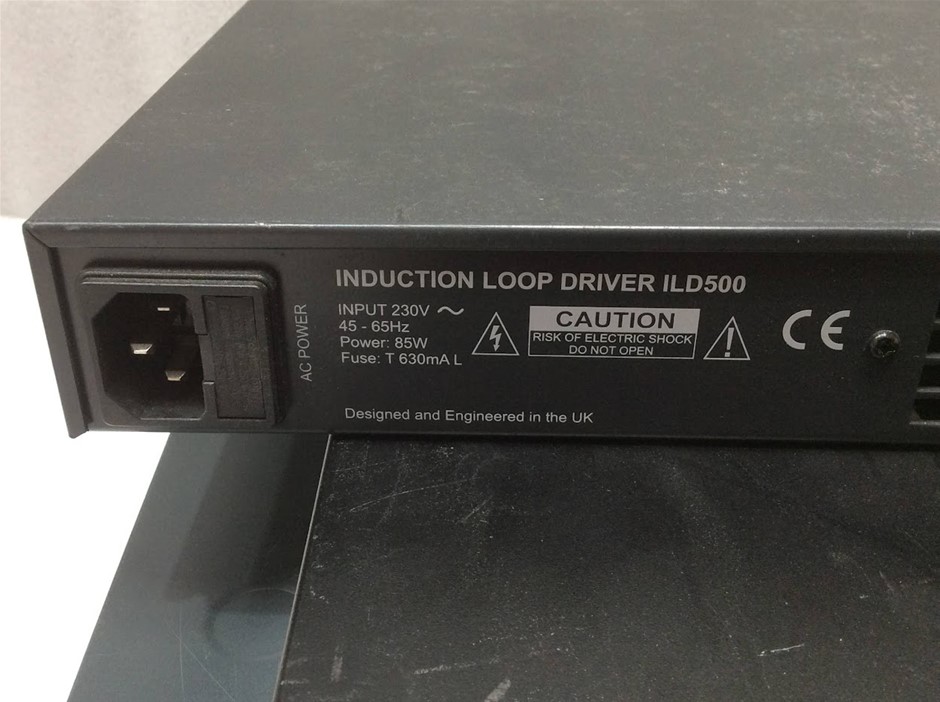 INDUCTION LOOP DRIVER ILD500
AC POWER
INPUT 230V ~
45 - 65Hz
Power: 85W
Fuse: T 630mA L
CAUTION
RISK OF ELECTRIC SHOCK
DO NOT OPEN
CE
Designed and Engineered in the UK